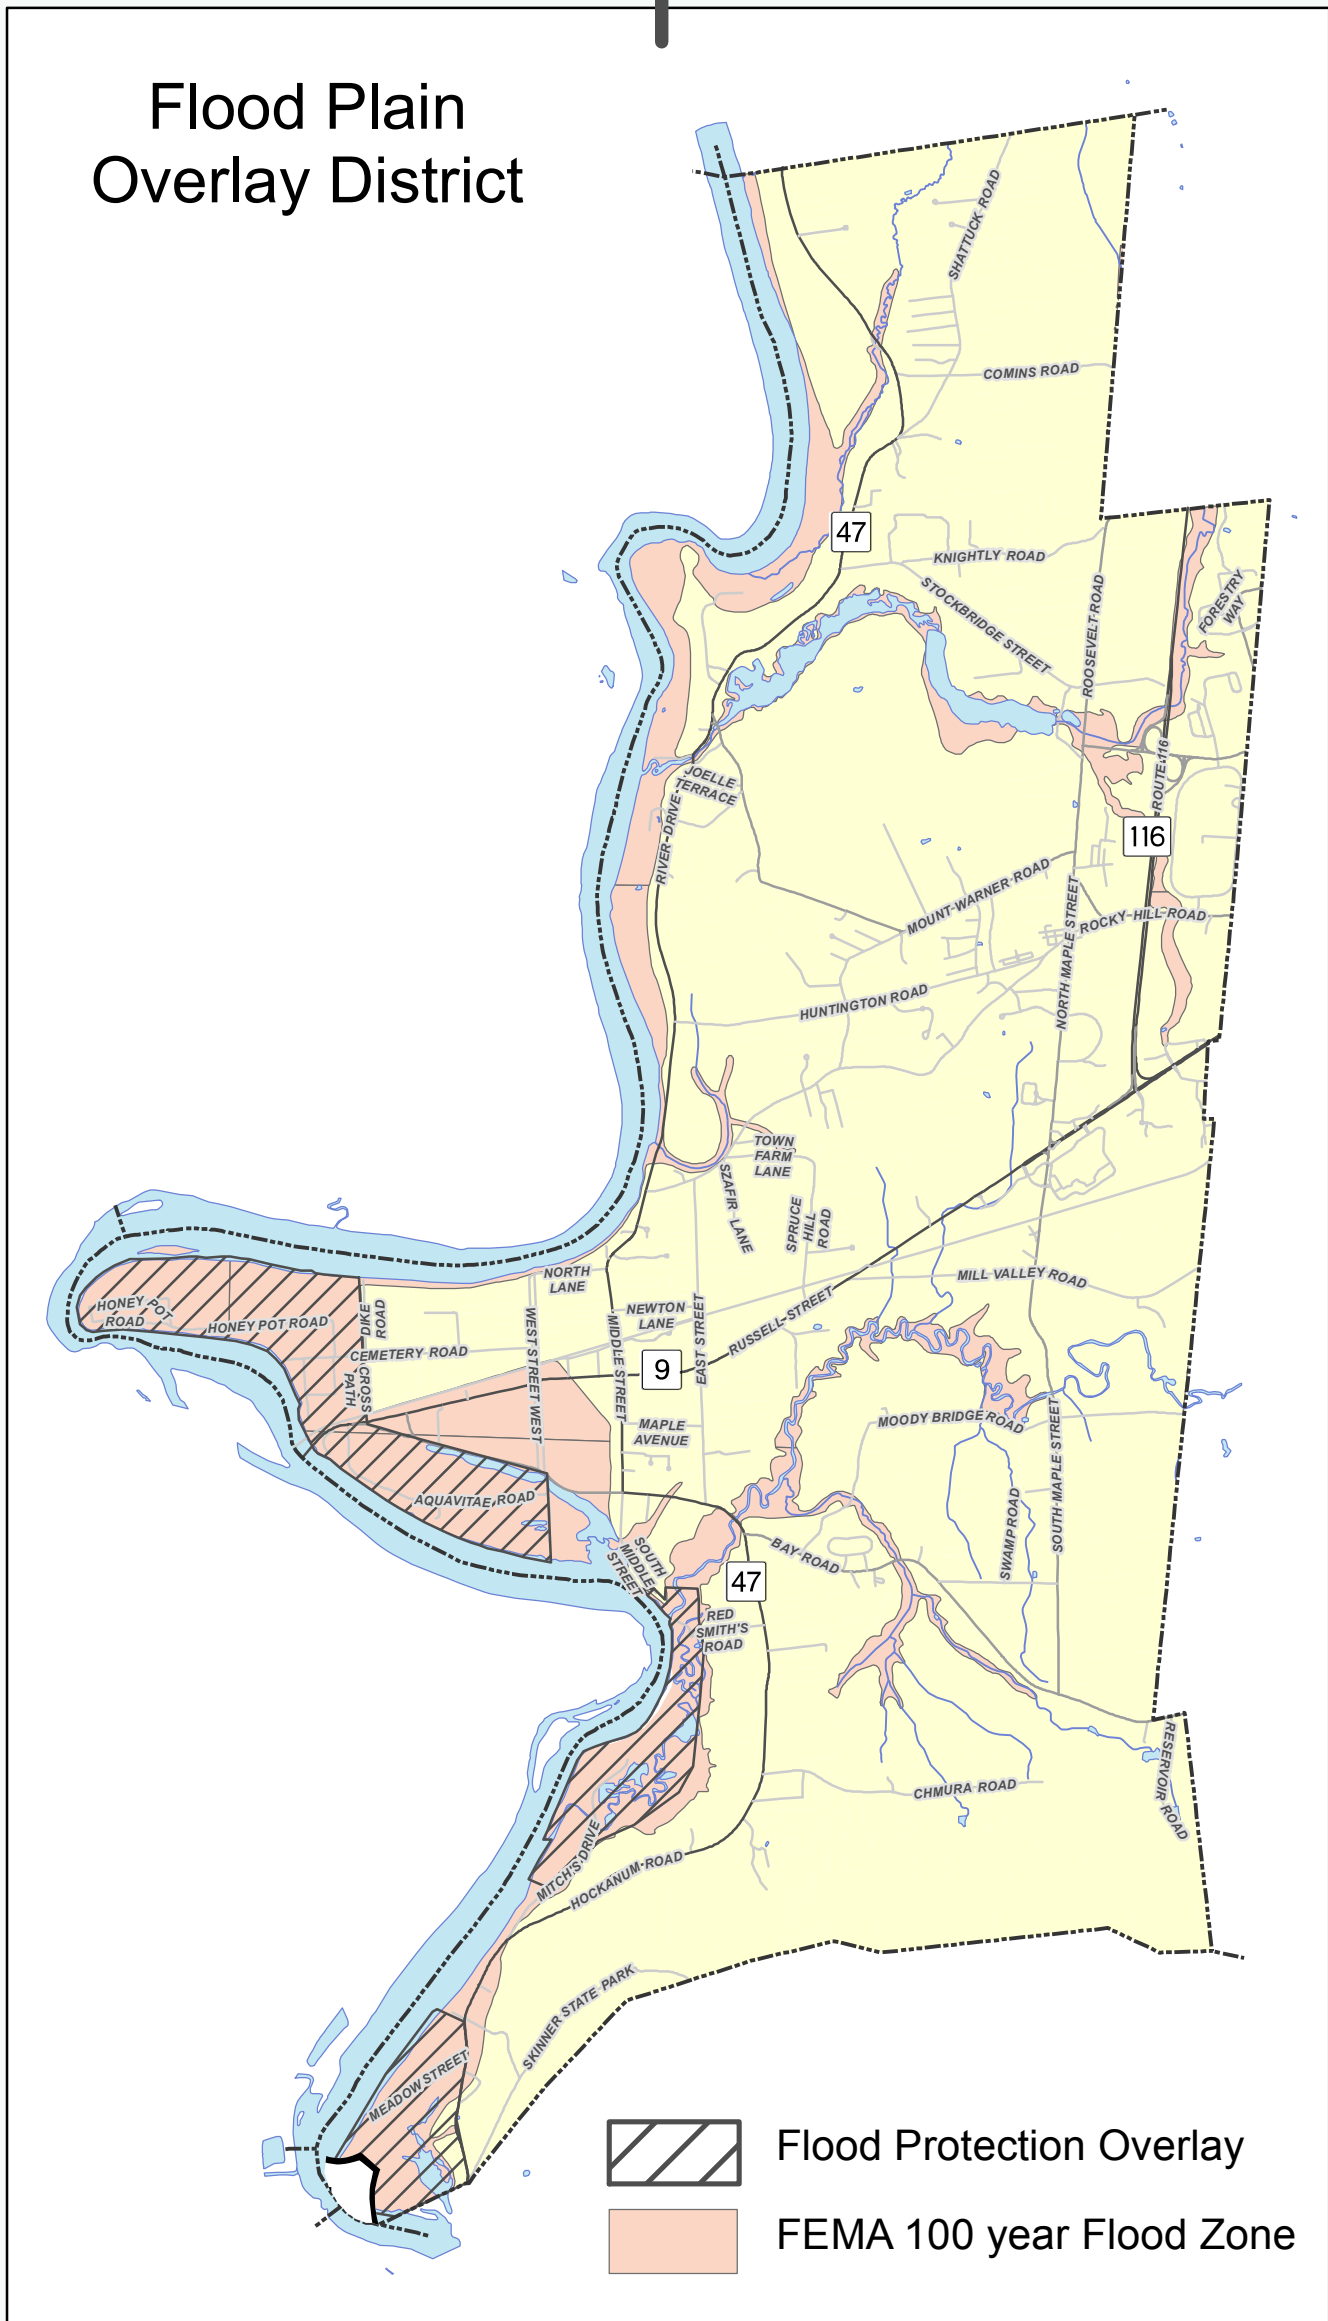 Flood Plain
Overlay District
SHATTUCK ROAD
COMINS ROAD
47
KNIGHTLY ROAD
STOCKBRIDGE STREET
ROOSEVELT ROAD
FORESTRY
WAY
JOELLE
TERRACE
RIVER DRIVE
ROUTE 116
116
MOUNT WARNER ROAD
NORTH MAPLE STREET
ROCKY HILL ROAD
HUNTINGTON ROAD
TOWN
FARM
LANE
SZAFIR LANE
SPRUCE
HILL
ROAD
MILL VALLEY ROAD
NORTH
LANE
NEWTON
LANE
HONEY POT
ROAD
HONEY POT ROAD
DIKE
ROAD
CEMETERY ROAD
CROSS
PATH
WEST STREET
WEST
MIDDLE STREET
EAST STREET
RUSSELL STREET
9
MAPLE
AVENUE
MOODY BRIDGE ROAD
SOUTH MAPLE STREET
AQUAVITAE ROAD
SOUTH
MIDDLE
STREET
BAY ROAD
SWAMP ROAD
47
RED
SMITH'S
ROAD
RESERVOIR ROAD
CHMURA ROAD
MITCH'S DRIVE
HOCKANUM ROAD
SKINNER STATE PARK
MEADOW STREET
Flood Protection Overlay
FEMA 100 year Flood Zone